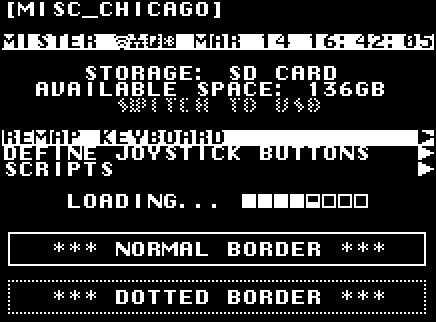 [MISC_CHICAGO]
MISTER MAR 14 16:42:05
STORAGE: SD CARD
AVAILABLE SPACE: 136GB
SWITCH TO USB
REMAP KEYBOARD
DEFINE JOYSTICK BUTTONS
SCRIPTS
LOADING...
*** NORMAL BORDER ***
*** DOTTED BORDER ***